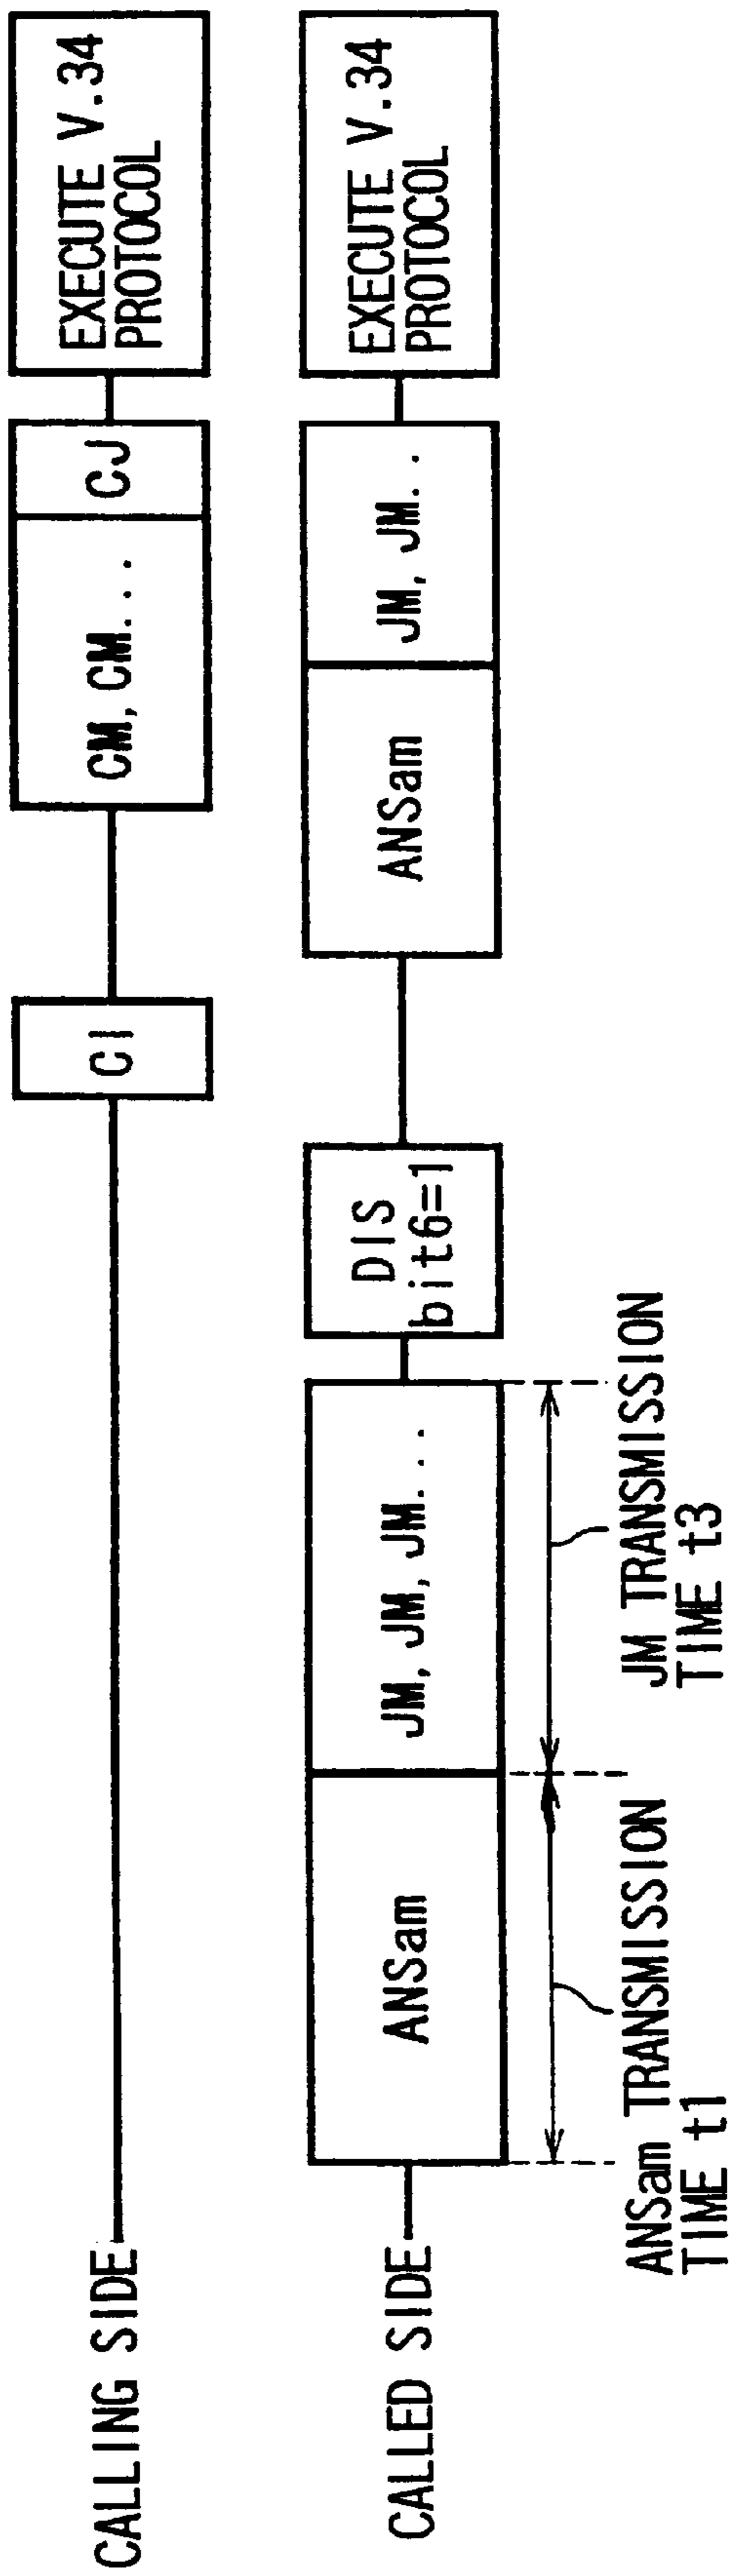 CALLING SIDE
CI
CM, CM...
CJ
EXECUTE V.34
PROTOCOL
CALLED SIDE
ANSam
JM, JM, JM...
DIS
bit6=1
ANSam
JM, JM..
EXECUTE V.34
PROTOCOL
ANSam TRANSMISSION
TIME t1
JM TRANSMISSION
TIME t3